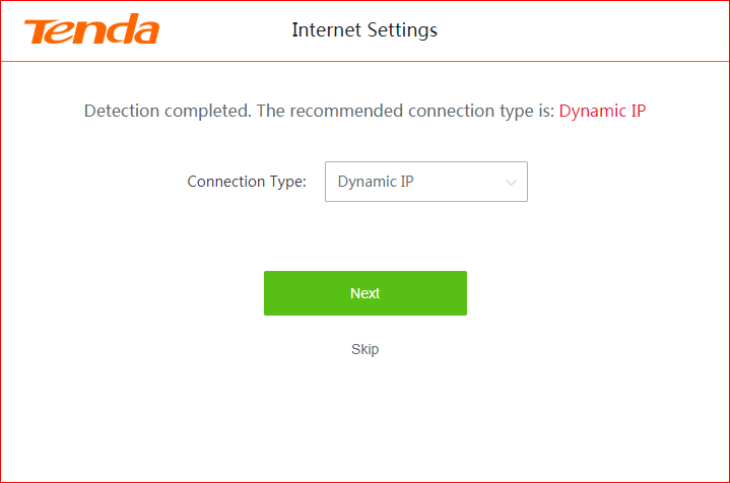 Tenda
Internet Settings
Detection completed. The recommended connection type is: Dynamic IP
Connection Type: Dynamic IP
Next
Skip